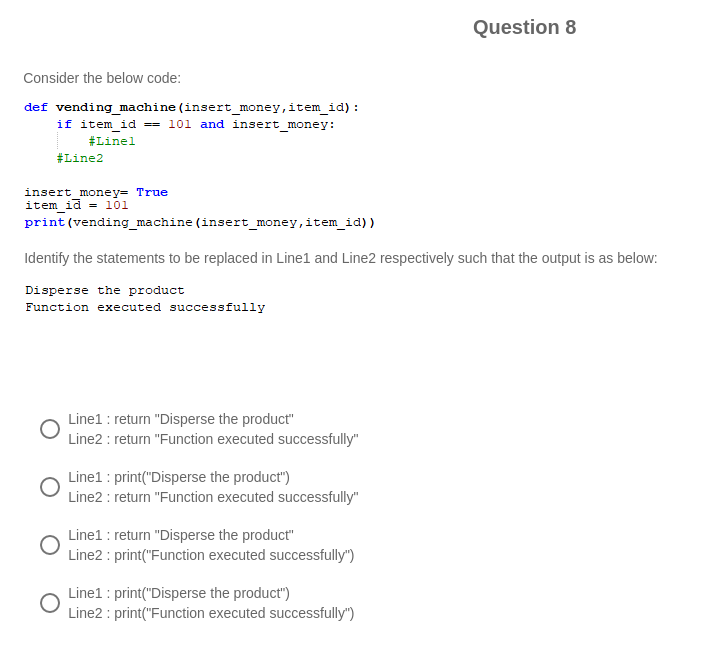 Question 8
Consider the below code:
def vending_machine(insert_money,item_id):
    if item_id == 101 and insert_money:
        #Line1
    #Line2
insert_money= True
item_id = 101
print(vending_machine(insert_money,item_id))
Identify the statements to be replaced in Line1 and Line2 respectively such that the output is as below:
Disperse the product
Function executed successfully
Line1 : return "Disperse the product"
Line2 : return "Function executed successfully"
Line1 : print("Disperse the product")
Line2 : return "Function executed successfully"
Line1 : return "Disperse the product"
Line2 : print("Function executed successfully")
Line1 : print("Disperse the product")
Line2 : print("Function executed successfully")